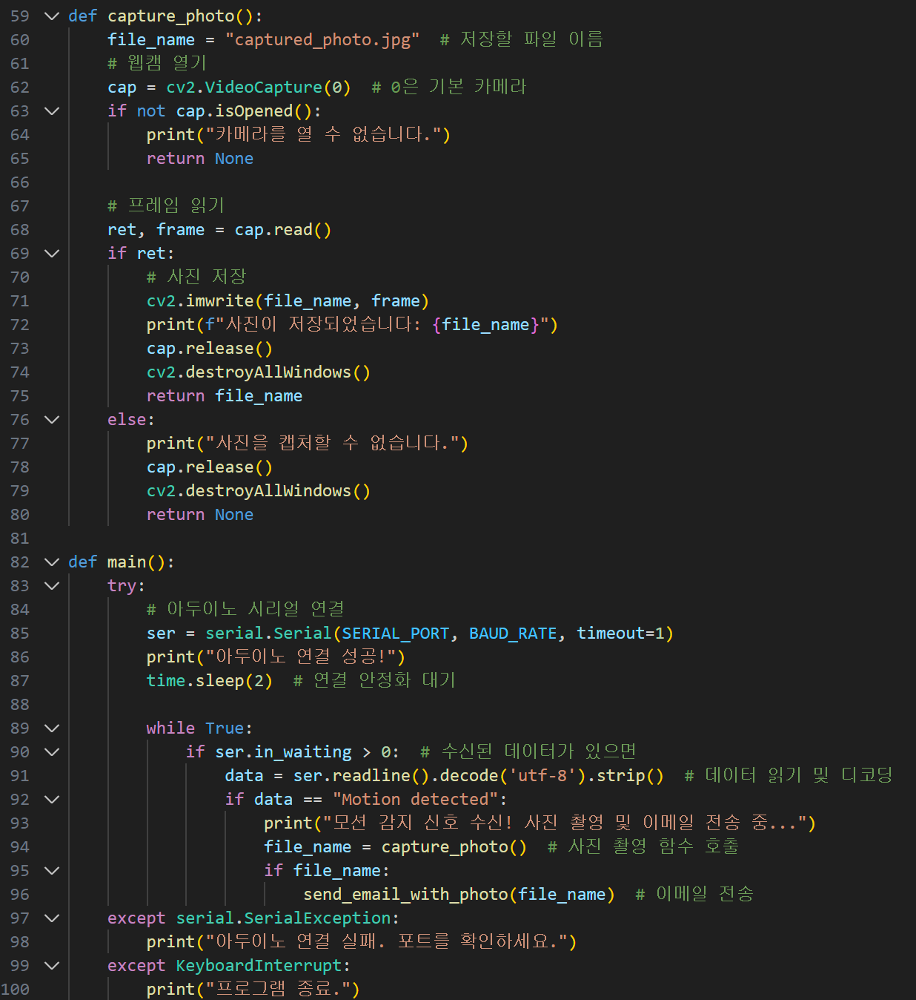 59 def capture_photo():
60     file_name = "captured_photo.jpg"  # 저장할 파일 이름
61     # 웹캠 열기
62     cap = cv2.VideoCapture(0)  # 0은 기본 카메라
63     if not cap.isOpened():
64         print("카메라를 열 수 없습니다.")
65         return None
66
67     # 프레임 읽기
68     ret, frame = cap.read()
69     if ret:
70         # 사진 저장
71         cv2.imwrite(file_name, frame)
72         print(f"사진이 저장되었습니다: {file_name}")
73         cap.release()
74         cv2.destroyAllWindows()
75         return file_name
76     else:
77         print("사진을 캡처할 수 없습니다.")
78         cap.release()
79         cv2.destroyAllWindows()
80         return None
81
82 def main():
83     try:
84         # 아두이노 시리얼 연결
85         ser = serial.Serial(SERIAL_PORT, BAUD_RATE, timeout=1)
86         print("아두이노 연결 성공!")
87         time.sleep(2)  # 연결 안정화 대기
88
89         while True:
90             if ser.in_waiting > 0:  # 수신된 데이터가 있으면
91                 data = ser.readline().decode('utf-8').strip()  # 데이터 읽기 및 디코딩
92                 if data == "Motion detected":
93                     print("모션 감지 신호 수신! 사진 촬영 및 이메일 전송 중...")
94                     file_name = capture_photo()  # 사진 촬영 함수 호출
95                     if file_name:
96                         send_email_with_photo(file_name)  # 이메일 전송
97     except serial.SerialException:
98         print("아두이노 연결 실패. 포트를 확인하세요.")
99     except KeyboardInterrupt:
100         print("프로그램 종료.")